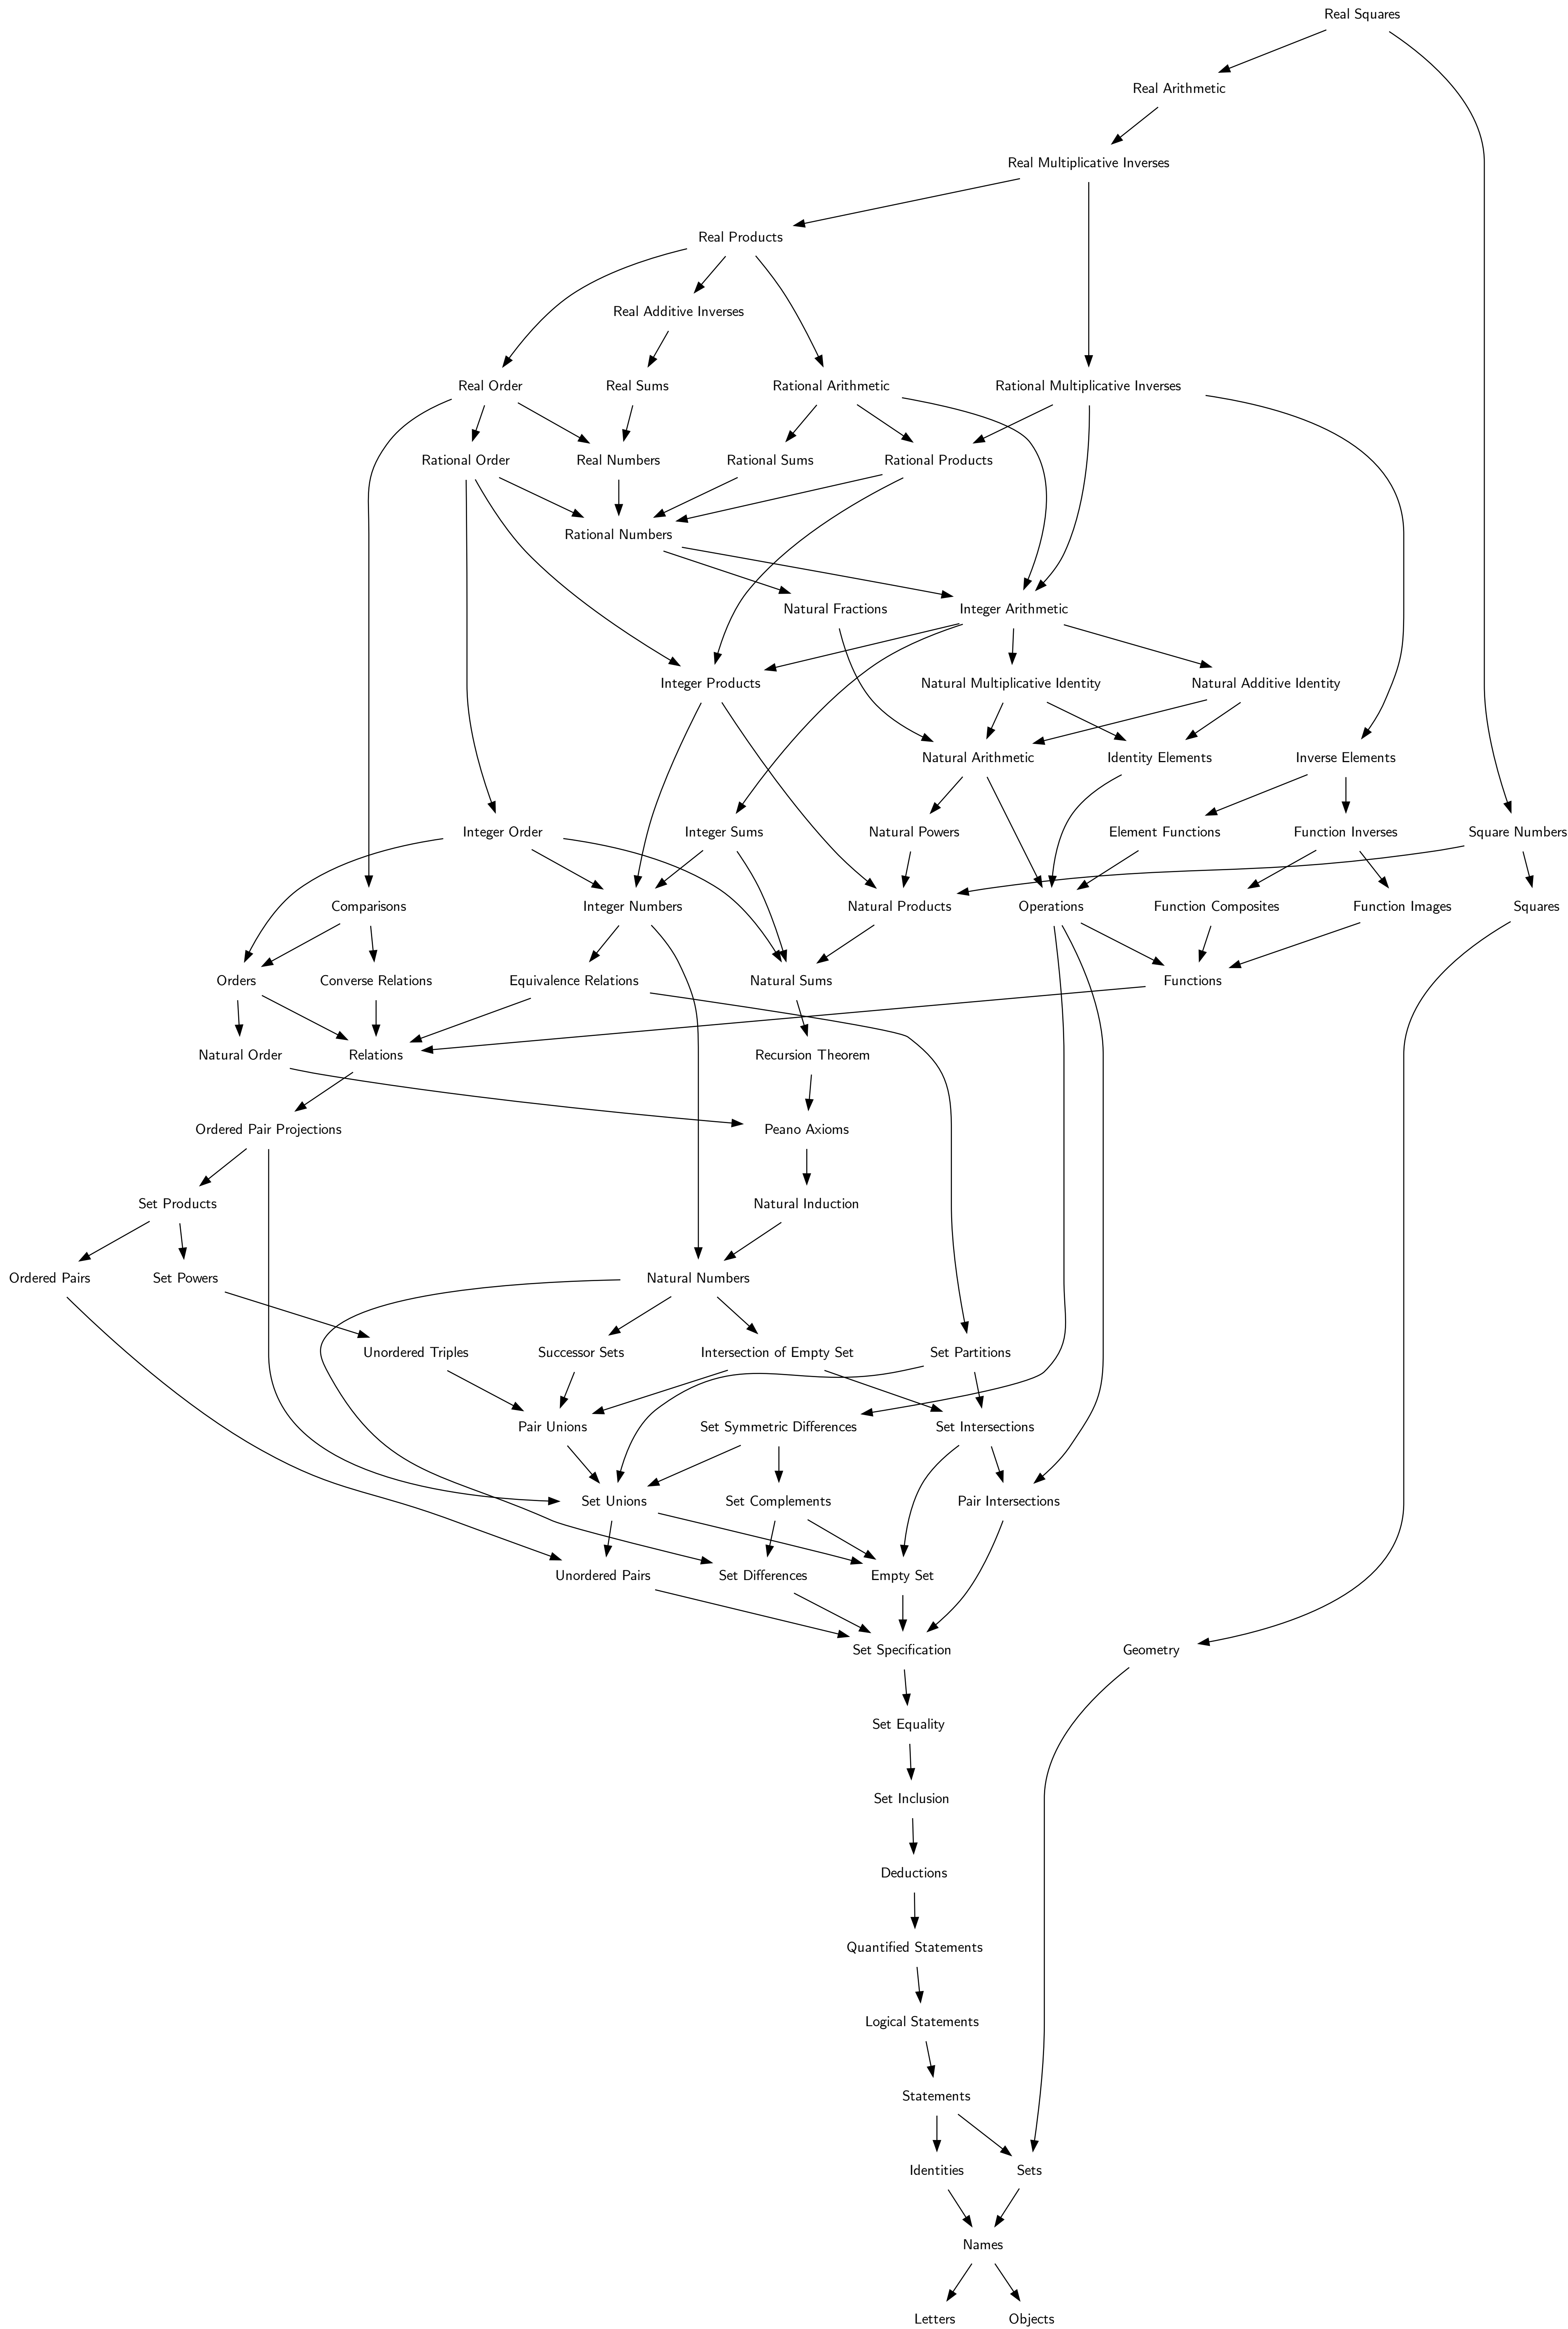 Real Squares
Real Arithmetic
Real Multiplicative Inverses
Real Products
Real Additive Inverses
Real Order
Real Sums
Rational Arithmetic
Rational Multiplicative Inverses
Rational Order
Real Numbers
Rational Sums
Rational Products
Rational Numbers
Natural Fractions
Integer Arithmetic
Integer Products
Natural Multiplicative Identity
Natural Additive Identity
Natural Arithmetic
Identity Elements
Inverse Elements
Integer Order
Integer Sums
Natural Powers
Element Functions
Function Inverses
Square Numbers
Comparisons
Integer Numbers
Natural Products
Operations
Function Composites
Function Images
Squares
Orders
Converse Relations
Equivalence Relations
Natural Sums
Functions
Natural Order
Relations
Recursion Theorem
Ordered Pair Projections
Peano Axioms
Set Products
Natural Induction
Ordered Pairs
Set Powers
Natural Numbers
Unordered Triples
Successor Sets
Intersection of Empty Set
Set Partitions
Pair Unions
Set Symmetric Differences
Set Intersections
Set Unions
Set Complements
Pair Intersections
Unordered Pairs
Set Differences
Empty Set
Set Specification
Geometry
Set Equality
Set Inclusion
Deductions
Quantified Statements
Logical Statements
Statements
Identities
Sets
Names
Letters
Objects